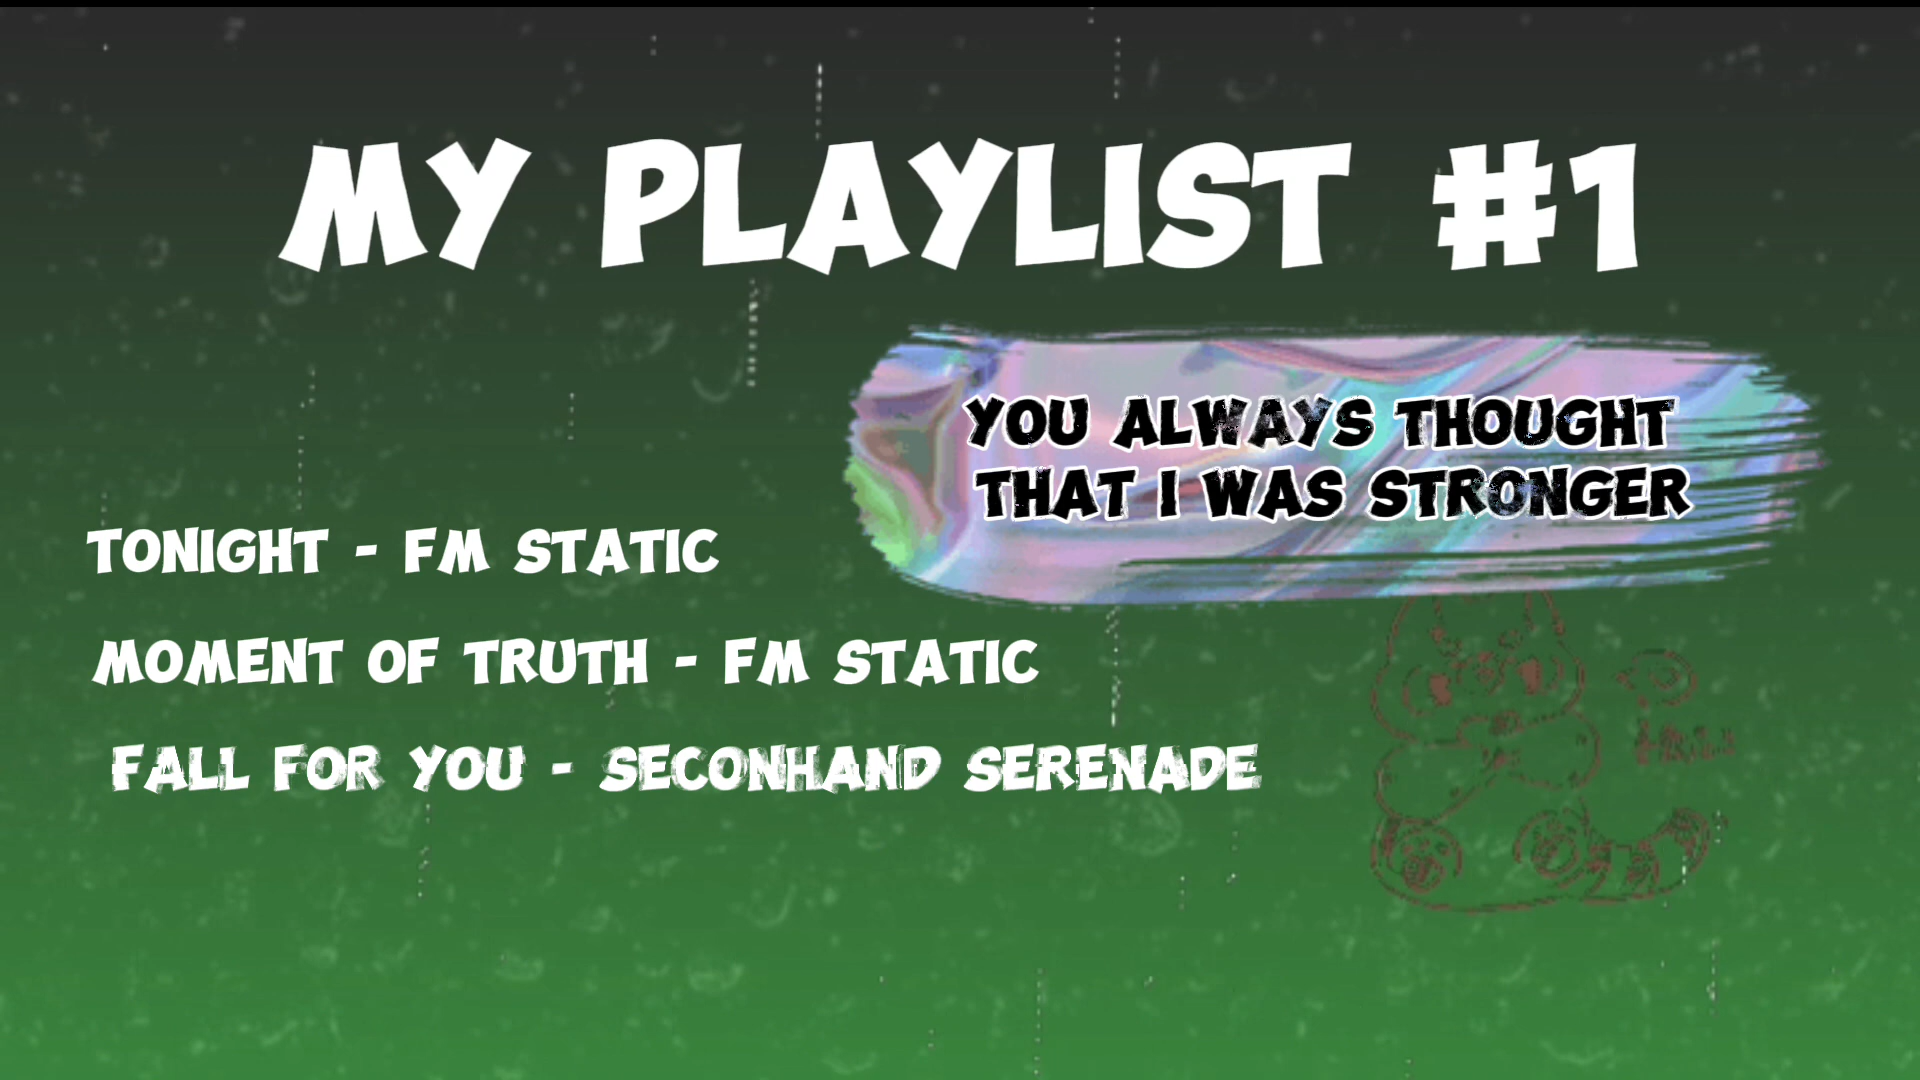 MY PLAYLIST #1
YOU ALWAYS THOUGHT
THAT I WAS STRONGER
TONIGHT - FM STATIC
MOMENT OF TRUTH - FM STATIC
FALL FOR YOU - SECONHAND SERENADE